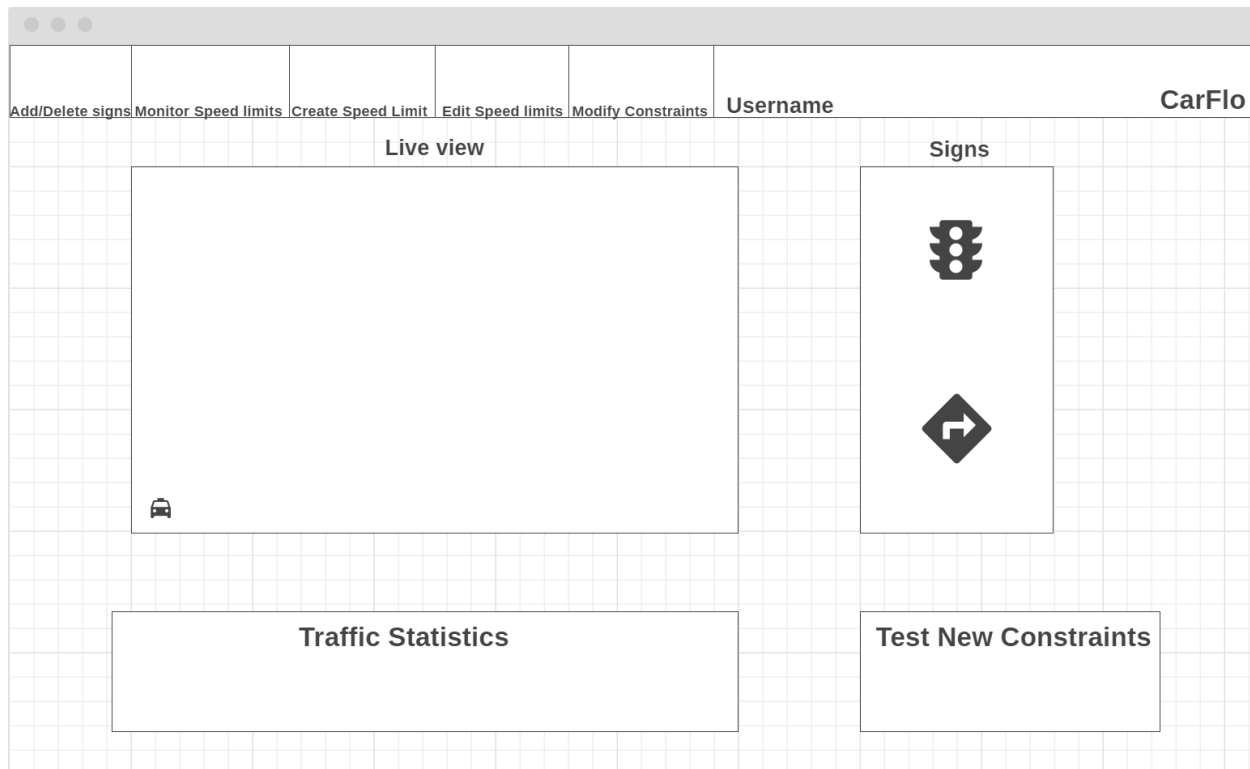 Add/Delete signs
Monitor Speed limits
Create Speed Limit
Edit Speed limits
Modify Constraints
Username
CarFlo
Live view
Signs
Traffic Statistics
Test New Constraints